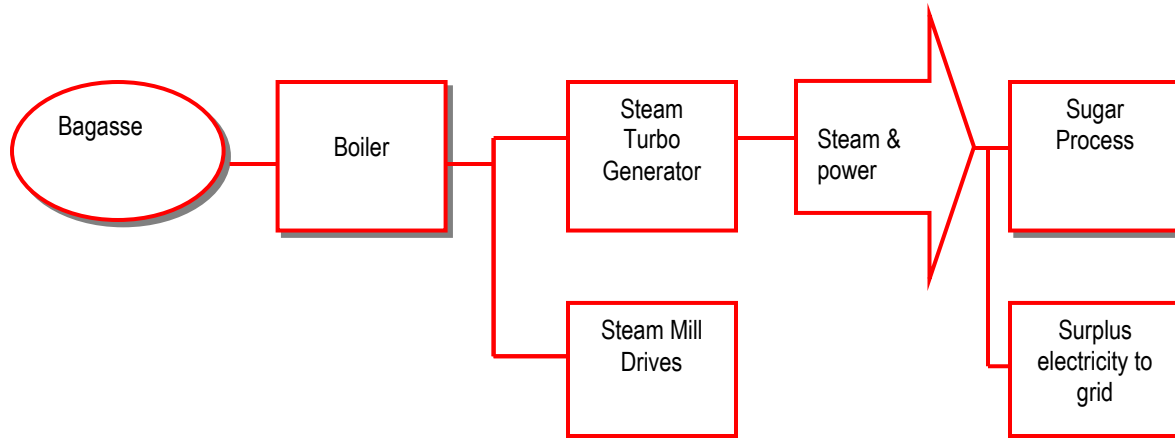 Bagasse
Boiler
Steam
Turbo
Generator
Steam &
power
Sugar
Process
Steam Mill
Drives
Surplus
electricity to
grid